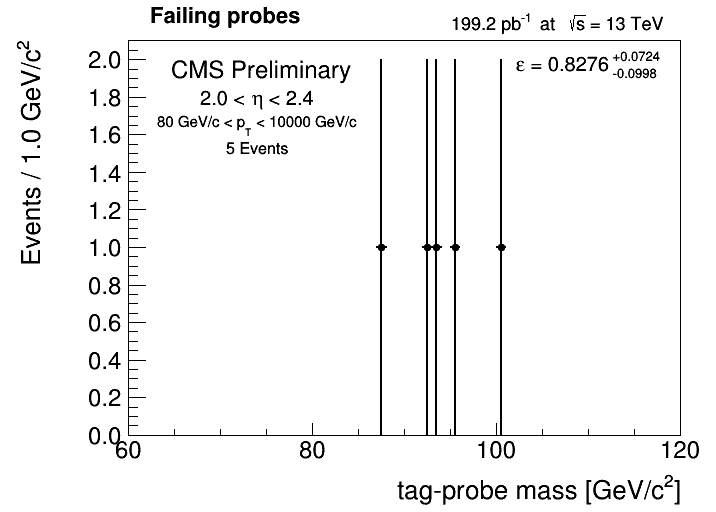 Failing probes
199.2 pb⁻¹ at √s = 13 TeV
CMS Preliminary
2.0 < η < 2.4
80 GeV/c < p_T < 10000 GeV/c
5 Events
ε = 0.8276 +0.0724 -0.0998
Events / 1.0 GeV/c²
2.0
1.8
1.6
1.4
1.2
1.0
0.8
0.6
0.4
0.2
0.0
60 80 100 120
tag-probe mass [GeV/c²]